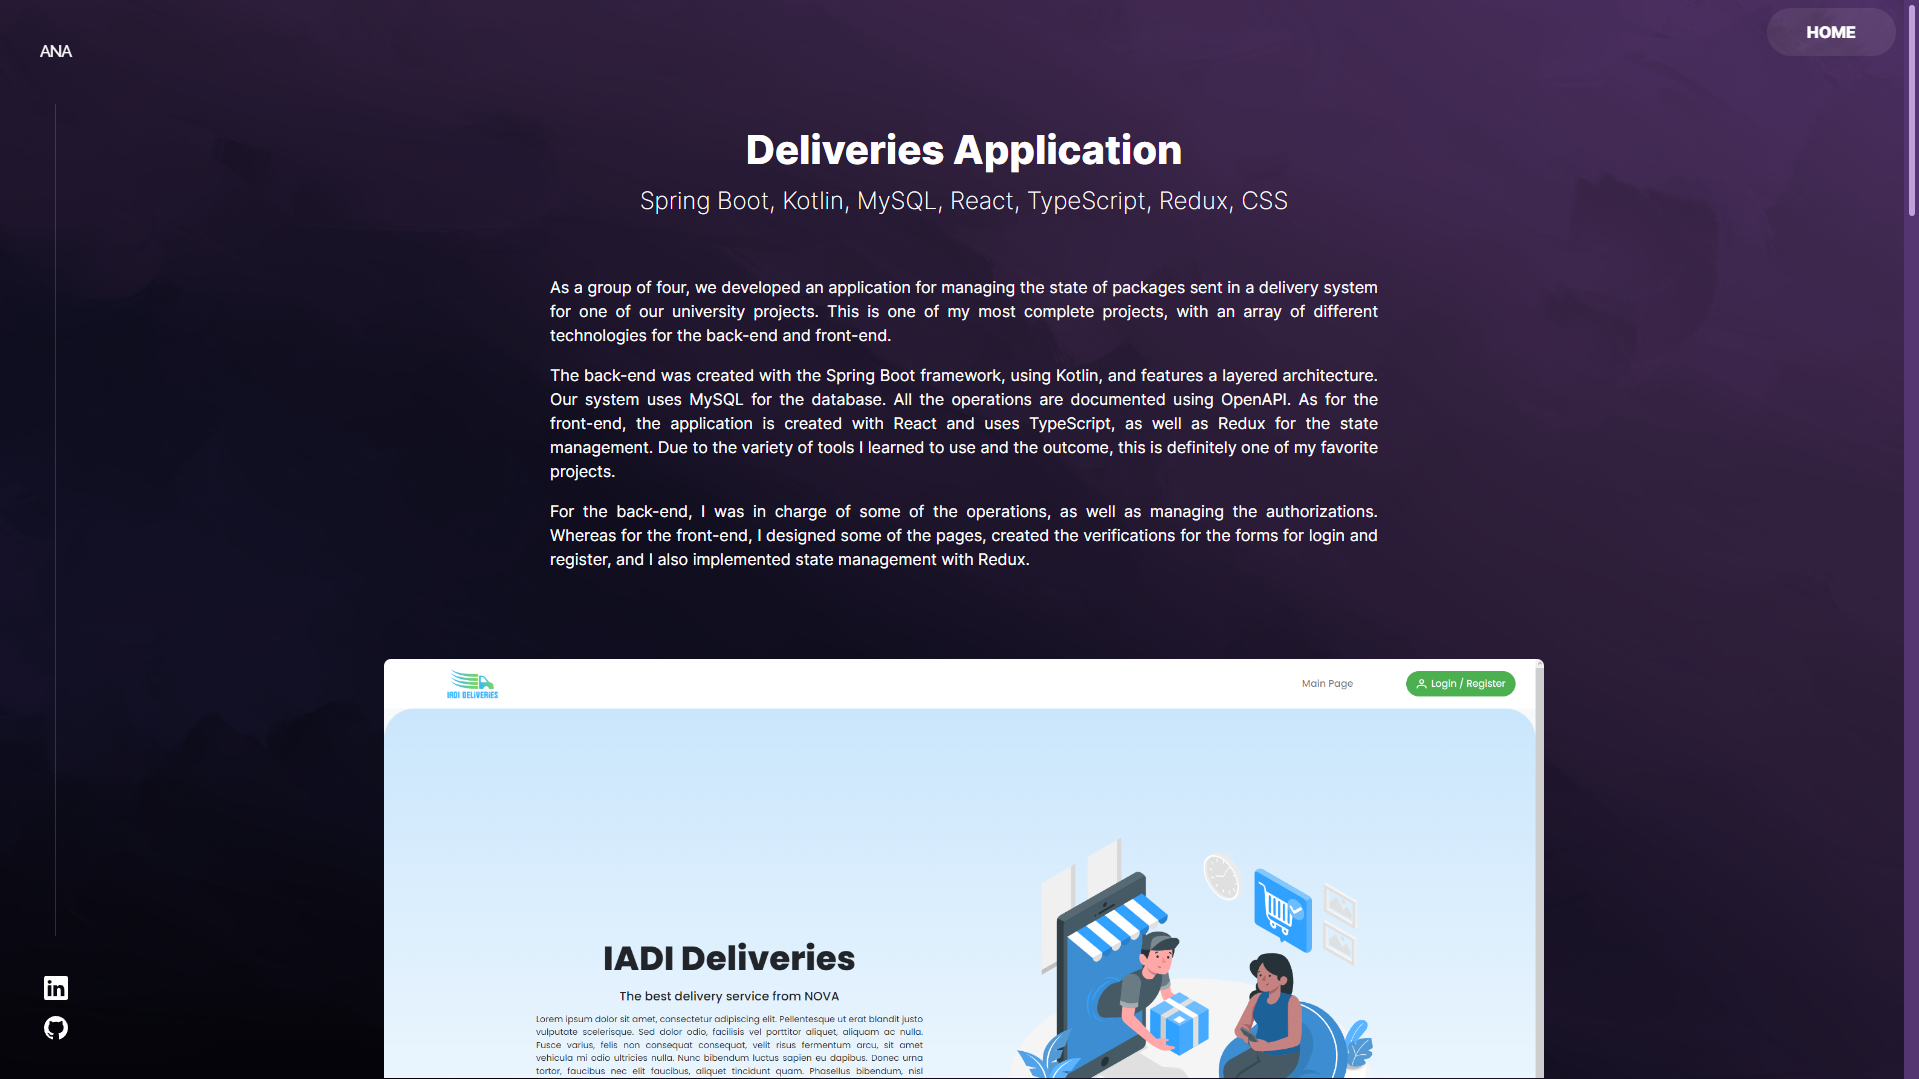 ANA
HOME
Deliveries Application
Spring Boot, Kotlin, MySQL, React, TypeScript, Redux, CSS
As a group of four, we developed an application for managing the state of packages sent in a delivery system
for one of our university projects. This is one of my most complete projects, with an array of different
technologies for the back-end and front-end.
The back-end was created with the Spring Boot framework, using Kotlin, and features a layered architecture.
Our system uses MySQL for the database. All the operations are documented using OpenAPI. As for the
front-end, the application is created with React and uses TypeScript, as well as Redux for the state
management. Due to the variety of tools I learned to use and the outcome, this is definitely one of my favorite
projects.
For the back-end, I was in charge of some of the operations, as well as managing the authorizations.
Whereas for the front-end, I designed some of the pages, created the verifications for the forms for login and
register, and I also implemented state management with Redux.
IADI DELIVERIES
Main Page
Login / Register
IADI Deliveries
The best delivery service from NOVA
Lorem ipsum dolor sit amet, consectetur adipiscing elit. Pellentesque ut erat blandit justo
vulputate scelerisque. Sed dolor odio, facilisis vel porttitor aliquet, aliquam ac nulla.
Fusce varius, felis non consequat consequat, velit risus fermentum arcu, sit amet
vehicula mi odio ultricies nulla. Nunc bibendum luctus sapien eu dapibus. Donec urna
tortor, faucibus nec elit faucibus, aliquet tincidunt quam. Phasellus bibendum, nisl